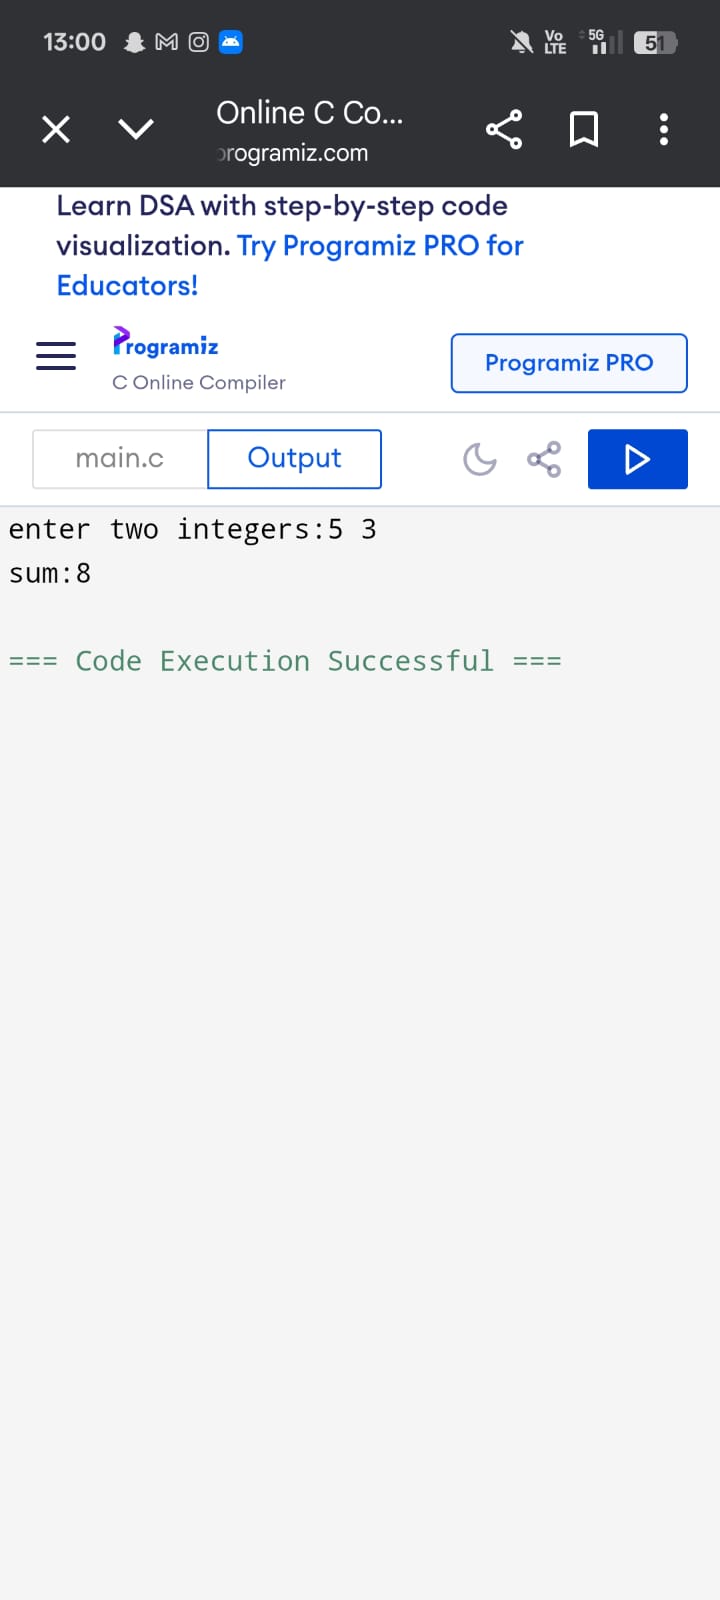 13:00
Vo
LTE
5G
51
Online C Co...
programiz.com
Learn DSA with step-by-step code
visualization. Try Programiz PRO for
Educators!
Programiz
C Online Compiler
Programiz PRO
main.c
Output
enter two integers:5 3
sum:8
=== Code Execution Successful ===